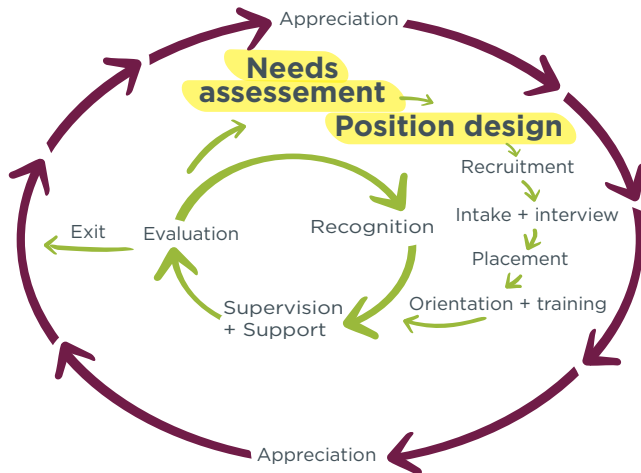 Appreciation
Needs
assessement
Position design
Recruitment
Intake + interview
Placement
Orientation + training
Recognition
Supervision
+ Support
Evaluation
Exit
Appreciation